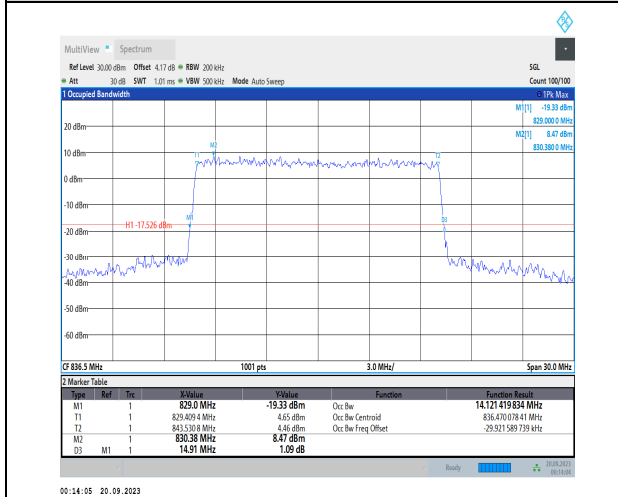 MultiView Spectrum
Ref Level 30.00 dBm Offset 4.17 dB RBW 200 kHz SGL
Att 30 dB SWT 1.01 ms VBW 500 kHz Mode Auto Sweep Count 100/100
1 Occupied Bandwidth 1Pk Max
M1[1] -19.33 dBm
829.000 0 MHz
M2[1] 8.47 dBm
830.380 0 MHz
20 dBm
M2
10 dBm
T1 T2
0 dBm
-10 dBm
M1
H1 -17.526 dBm
D3
-20 dBm
-30 dBm
-40 dBm
-50 dBm
-60 dBm
CF 836.5 MHz 1001 pts 3.0 MHz/ Span 30.0 MHz
2 Marker Table
Type Ref Trc X-Value Y-Value Function Function Result
M1 1 829.0 MHz -19.33 dBm Occ Bw 14.121 419 834 MHz
T1 1 829.409 4 MHz 4.65 dBm Occ Bw Centroid 836.470 078 41 MHz
T2 1 843.530 8 MHz 4.46 dBm Occ Bw Freq Offset -29.921 589 739 kHz
M2 1 830.38 MHz 8.47 dBm
D3 M1 1 14.91 MHz 1.09 dB
Ready 20.09.2023
00:14:04
00:14:05 20.09.2023